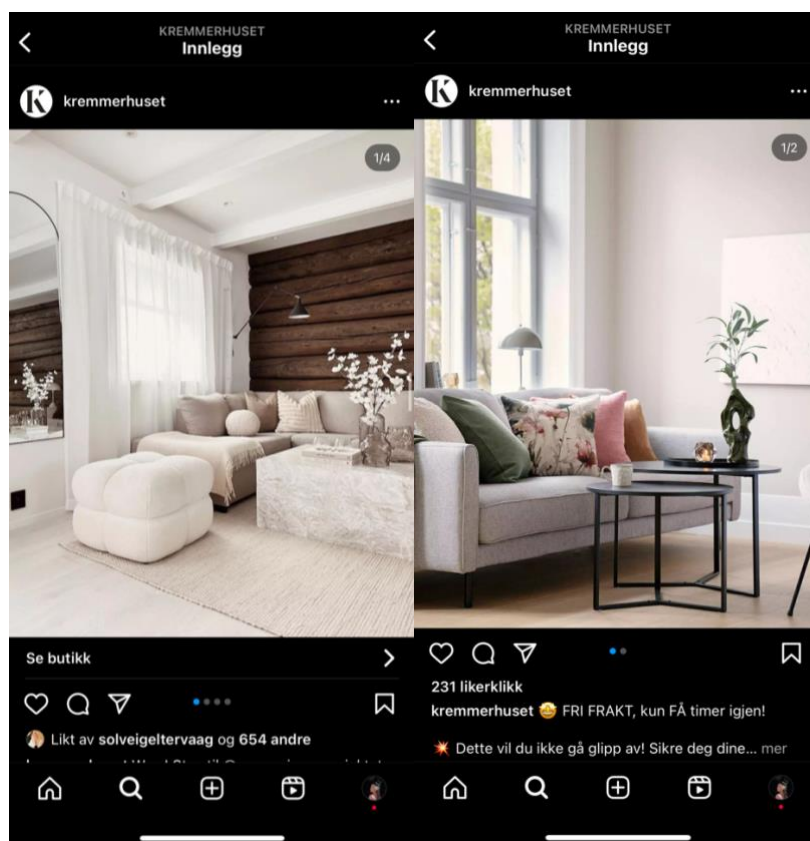 KREMMERHUSET
Innlegg
K kremmerhuset
1/4
Se butikk
Likt av solveigeltervaag og 654 andre
KREMMERHUSET
Innlegg
K kremmerhuset
1/2
231 likerklikk
kremmerhuset 🤩 FRI FRAKT, kun FÅ timer igjen!
💥 Dette vil du ikke gå glipp av! Sikre deg dine... mer